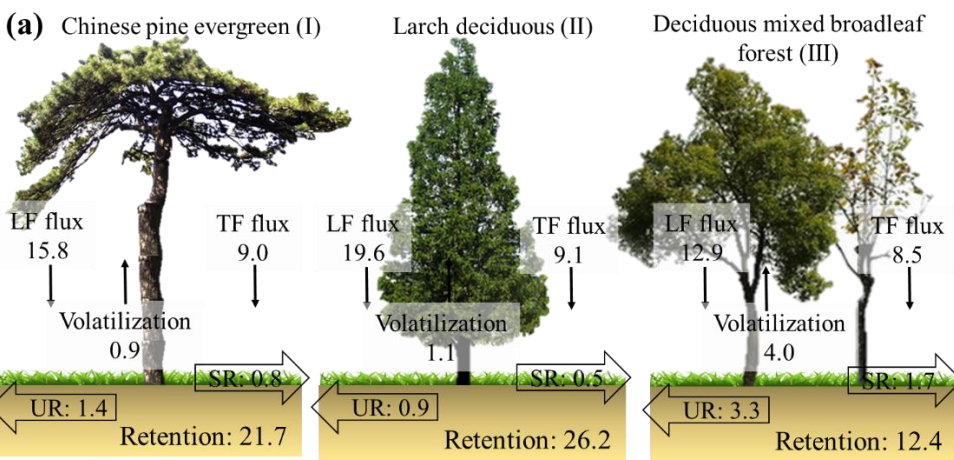 (a)
Chinese pine evergreen (I)
LF flux
15.8
TF flux
9.0
Volatilization
0.9
SR: 0.8
UR: 1.4
Retention: 21.7
Larch deciduous (II)
LF flux
19.6
TF flux
9.1
Volatilization
1.1
SR: 0.5
UR: 0.9
Retention: 26.2
Deciduous mixed broadleaf
forest (III)
LF flux
12.9
TF flux
8.5
Volatilization
4.0
SR: 1.7
UR: 3.3
Retention: 12.4